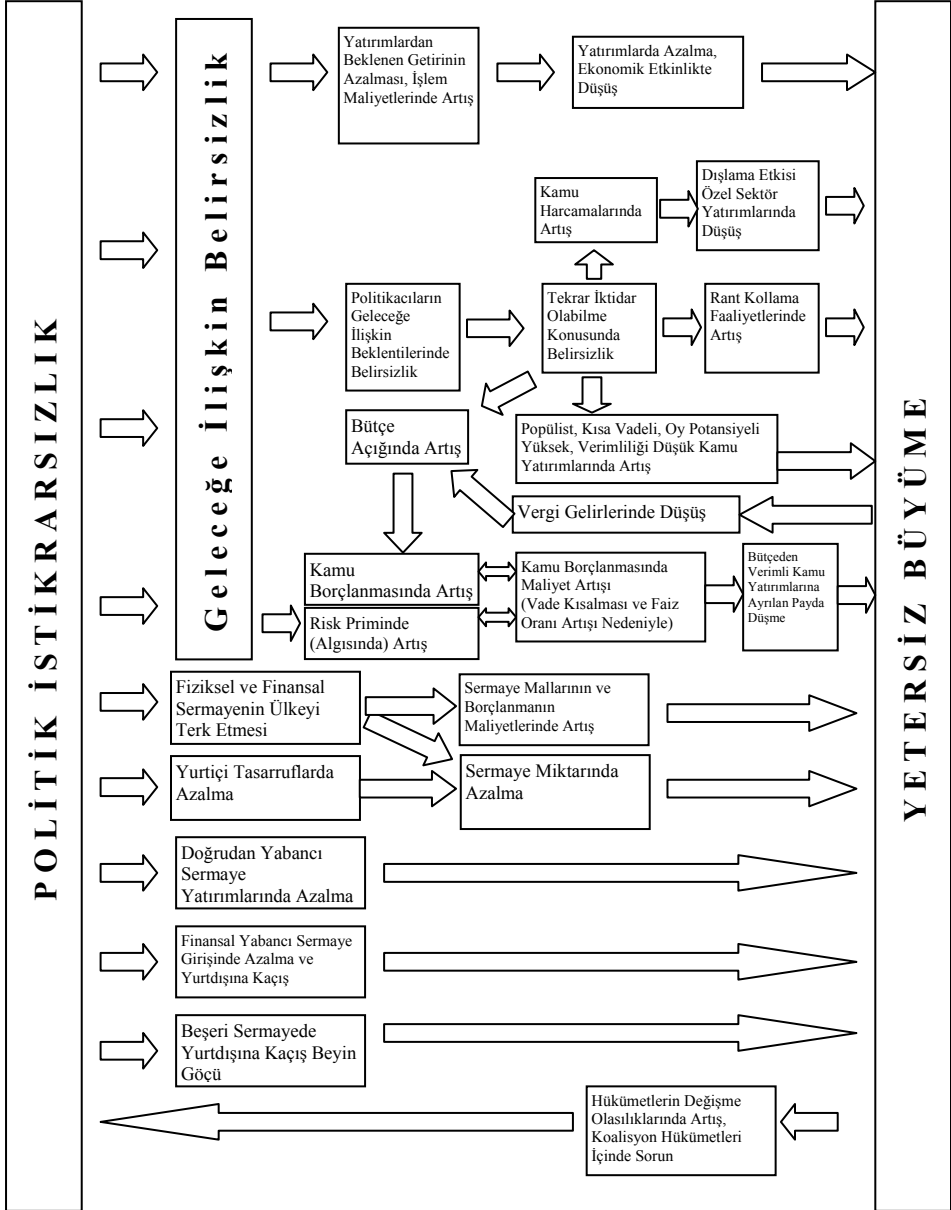 POLİTİK İSTİKRARSIZLIK
Geleceğe İlişkin Belirsizlik
Yatırımlardan
Beklenen Getirinin
Azalması, İşlem
Maliyetlerinde Artış
Yatırımlarda Azalma,
Ekonomik Etkinlikte
Düşüş
Kamu
Harcamalarında
Artış
Dışlama Etkisi
Özel Sektör
Yatırımlarında
Düşüş
Politikacıların
Geleceğe
İlişkin
Beklentilerinde
Belirsizlik
Tekrar İktidar
Olabilme
Konusunda
Belirsizlik
Rant Kollama
Faaliyetlerinde
Artış
Bütçe
Açığında Artış
Popülist, Kısa Vadeli, Oy Potansiyeli
Yüksek, Verimliliği Düşük Kamu
Yatırımlarında Artış
Vergi Gelirlerinde Düşüş
Kamu
Borçlanmasında Artış
Risk Priminde
(Algısında) Artış
Kamu Borçlanmasında
Maliyet Artışı
(Vade Kısalması ve Faiz
Oranı Artışı Nedeniyle)
Bütçeden
Verimli Kamu
Yatırımlarına
Ayrılan Payda
Düşme
Fiziksel ve Finansal
Sermayenin Ülkeyi
Terk Etmesi
Sermaye Mallarının ve
Borçlanmanın
Maliyetlerinde Artış
Yurtiçi Tasarruflarda
Azalma
Sermaye Miktarında
Azalma
Doğrudan Yabancı
Sermaye
Yatırımlarında Azalma
Finansal Yabancı Sermaye
Girişinde Azalma ve
Yurtdışına Kaçış
Beşeri Sermayede
Yurtdışına Kaçış Beyin
Göçü
Hükümetlerin Değişme
Olasılıklarında Artış,
Koalisyon Hükümetleri
İçinde Sorun
YETERSİZ BÜYÜME